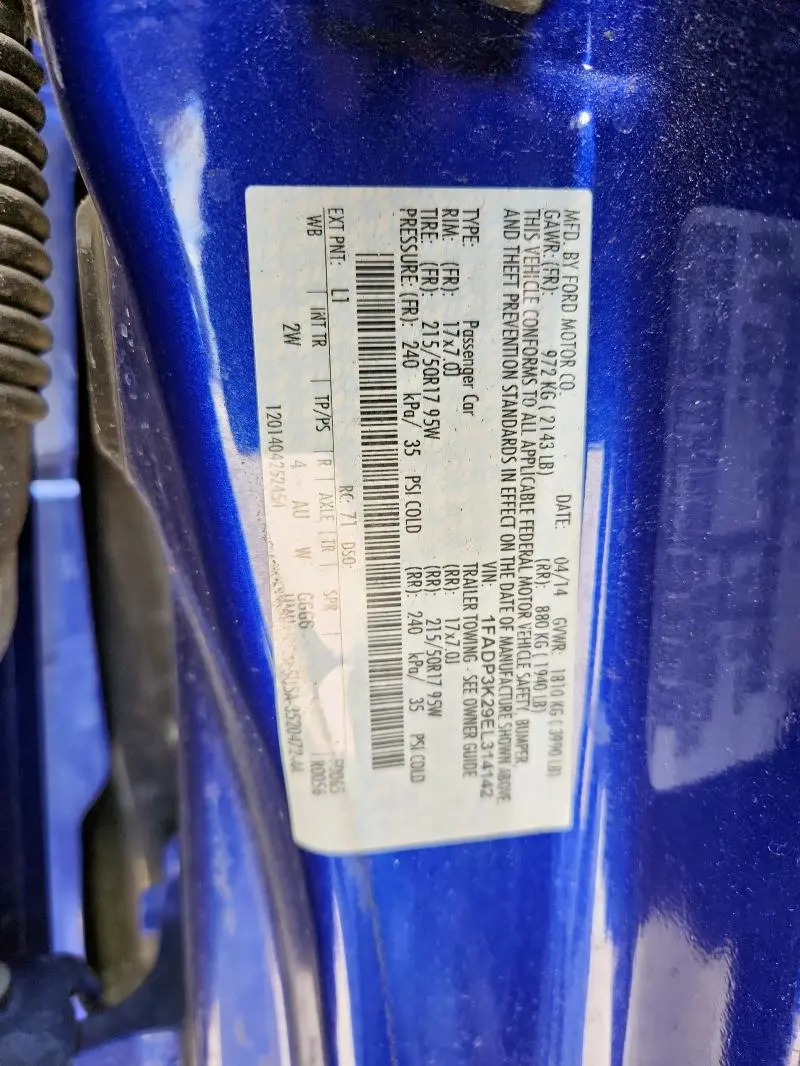 MFD. BY FORD MOTOR CO.
DATE: 04/14 GVWR: 1810 KG (3990 LB)
GAWR:(FR): 972 KG (2143 LB) (RR): 880 KG (1940 LB)
THIS VEHICLE CONFORMS TO ALL APPLICABLE FEDERAL MOTOR VEHICLE SAFETY, BUMPER,
AND THEFT PREVENTION STANDARDS IN EFFECT ON THE DATE OF MANUFACTURE SHOWN ABOVE.
VIN: 1FADP3K29EL314142
TYPE: Passenger Car TRAILER TOWING - SEE OWNER GUIDE
RIM: (FR): 17x7.0J (RR): 17x7.0J
TIRE: (FR): 215/50R17 95W (RR): 215/50R17 95W
PRESSURE: (FR): 240 kPa/ 35 PSI COLD (RR): 240 kPa/ 35 PSI COLD
EXT PNT: L1 RC: 71 DSO:
WB INT TR TP/PS R AXLE TR SPR R0056
2W 4 AU W GGG6